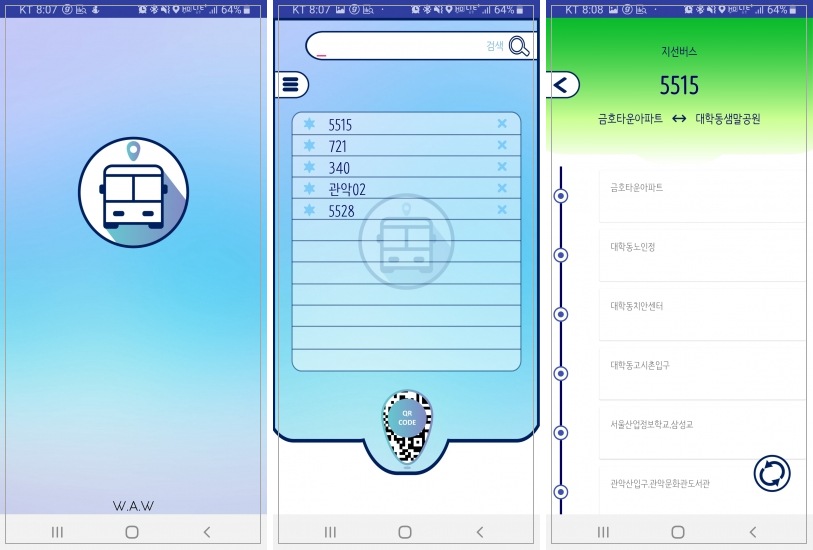 KT 8:07
64%
W.A.W
KT 8:07
64%
검색
5515
721
340
관악02
5528
QR
CODE
KT 8:08
64%
지선버스
5515
금호타운아파트 ↔ 대학동샘말공원
금호타운아파트
대학동노인정
대학동치안센터
대학동고시촌입구
서울산업정보학교.삼성교
관악산입구.관악문화관도서관